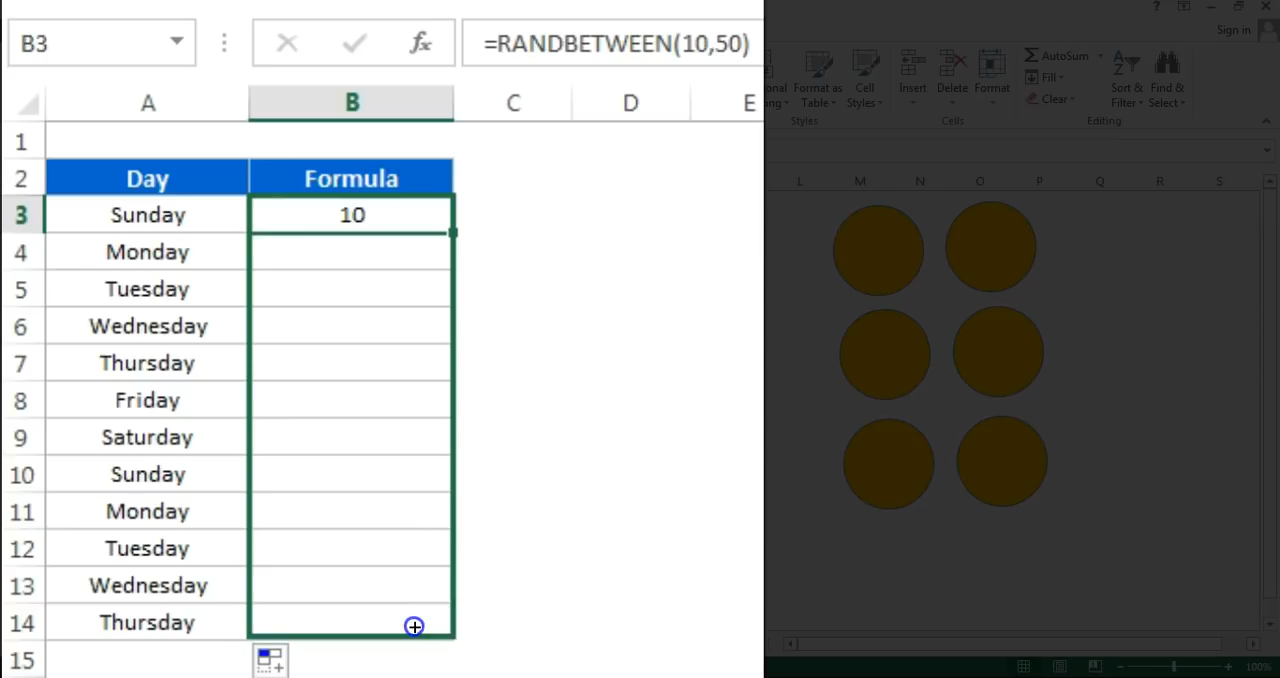 B3 fx =RANDBETWEEN(10,50)
A B C D E
1
2 Day Formula
3 Sunday 10
4 Monday
5 Tuesday
6 Wednesday
7 Thursday
8 Friday
9 Saturday
10 Sunday
11 Monday
12 Tuesday
13 Wednesday
14 Thursday
15
?
Sign in
Format as Table
Cell Styles
Insert Delete Format
AutoSum
Fill
Clear
Sort & Filter
Find & Select
Styles Cells Editing
L M N O P Q R S
100%